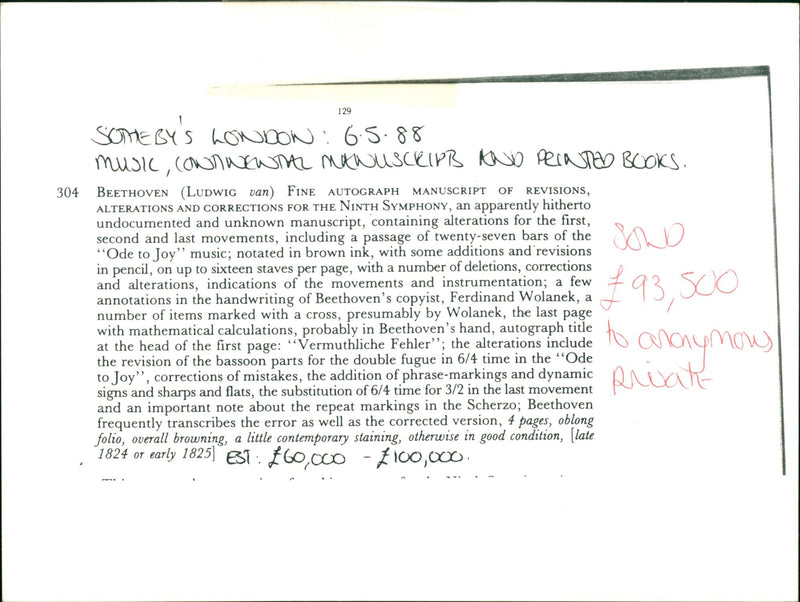 129
SOTHEBY'S LONDON: 6.5.88
MUSIC, CONTINENTAL MANUSCRIPTS AND PRINTED BOOKS.
304 BEETHOVEN (LUDWIG van) FINE AUTOGRAPH MANUSCRIPT OF REVISIONS,
ALTERATIONS AND CORRECTIONS FOR THE NINTH SYMPHONY, an apparently hitherto
undocumented and unknown manuscript, containing alterations for the first,
second and last movements, including a passage of twenty-seven bars of the
"Ode to Joy" music; notated in brown ink, with some additions and revisions
in pencil, on up to sixteen staves per page, with a number of deletions, corrections
and alterations, indications of the movements and instrumentation; a few
annotations in the handwriting of Beethoven's copyist, Ferdinand Wolanek, a
number of items marked with a cross, presumably by Wolanek, the last page
with mathematical calculations, probably in Beethoven's hand, autograph title
at the head of the first page: "Vermuthliche Fehler"; the alterations include
the revision of the bassoon parts for the double fugue in 6/4 time in the "Ode
to Joy", corrections of mistakes, the addition of phrase-markings and dynamic
signs and sharps and flats, the substitution of 6/4 time for 3/2 in the last movement
and an important note about the repeat markings in the Scherzo; Beethoven
frequently transcribes the error as well as the corrected version, 4 pages, oblong
folio, overall browning, a little contemporary staining, otherwise in good condition, [late
1824 or early 1825] EST: £60,000 - £100,000.
SOLD
£93,500
to anonymous
private